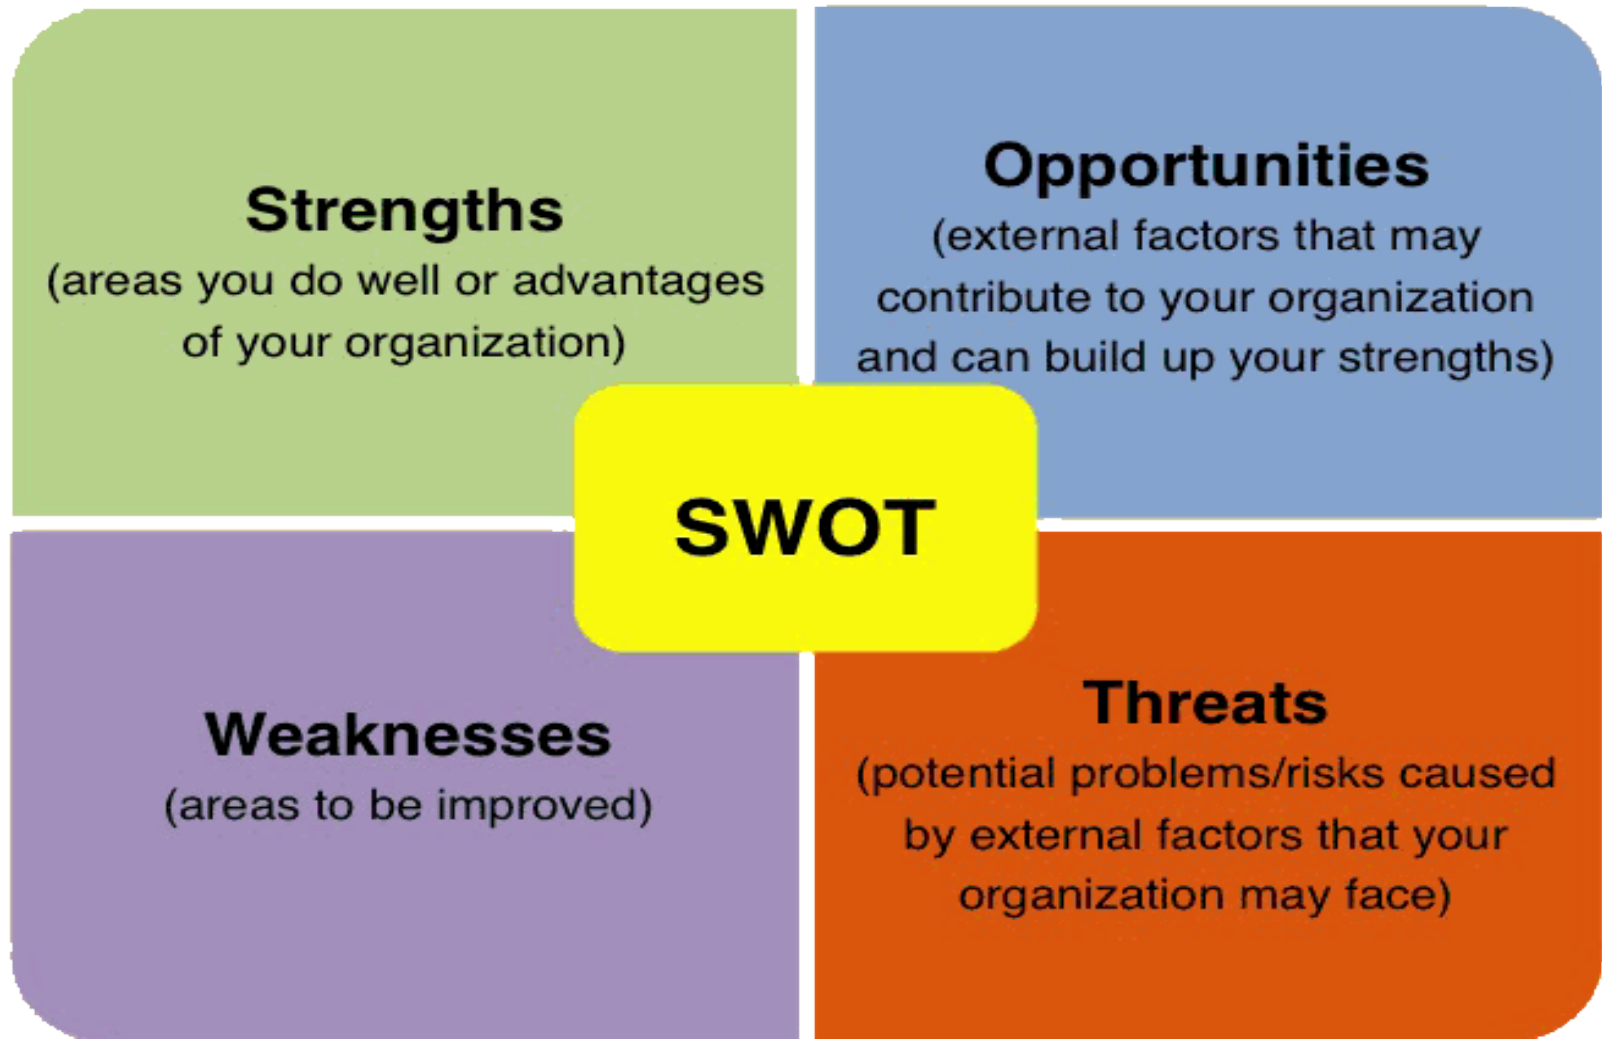 Strengths
(areas you do well or advantages
of your organization)
Opportunities
(external factors that may
contribute to your organization
and can build up your strengths)
SWOT
Weaknesses
(areas to be improved)
Threats
(potential problems/risks caused
by external factors that your
organization may face)